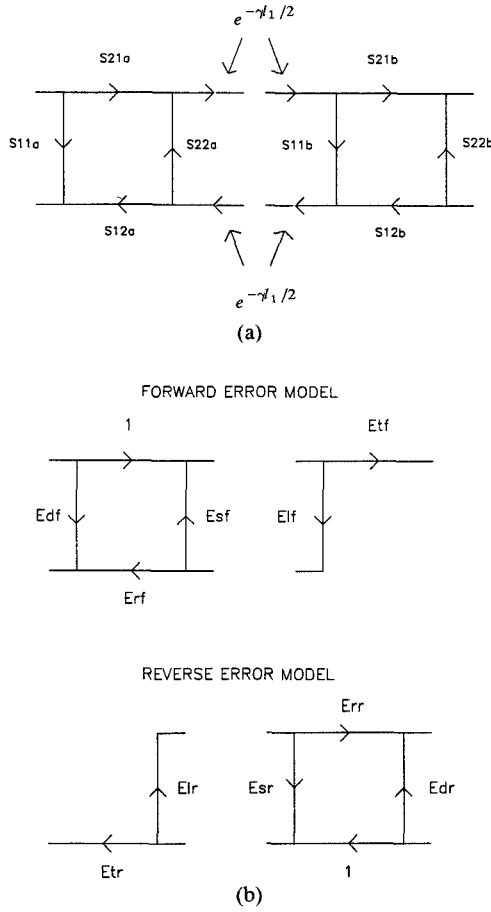 e^{-γl_1/2}
S21a S21b
S11a S22a S11b S22b
S12a S12b
e^{-γl_1/2}
(a)
FORWARD ERROR MODEL
1 Etf
Edf Esf Elf
Erf
REVERSE ERROR MODEL
Err
Elr Esr Edr
Etr 1
(b)